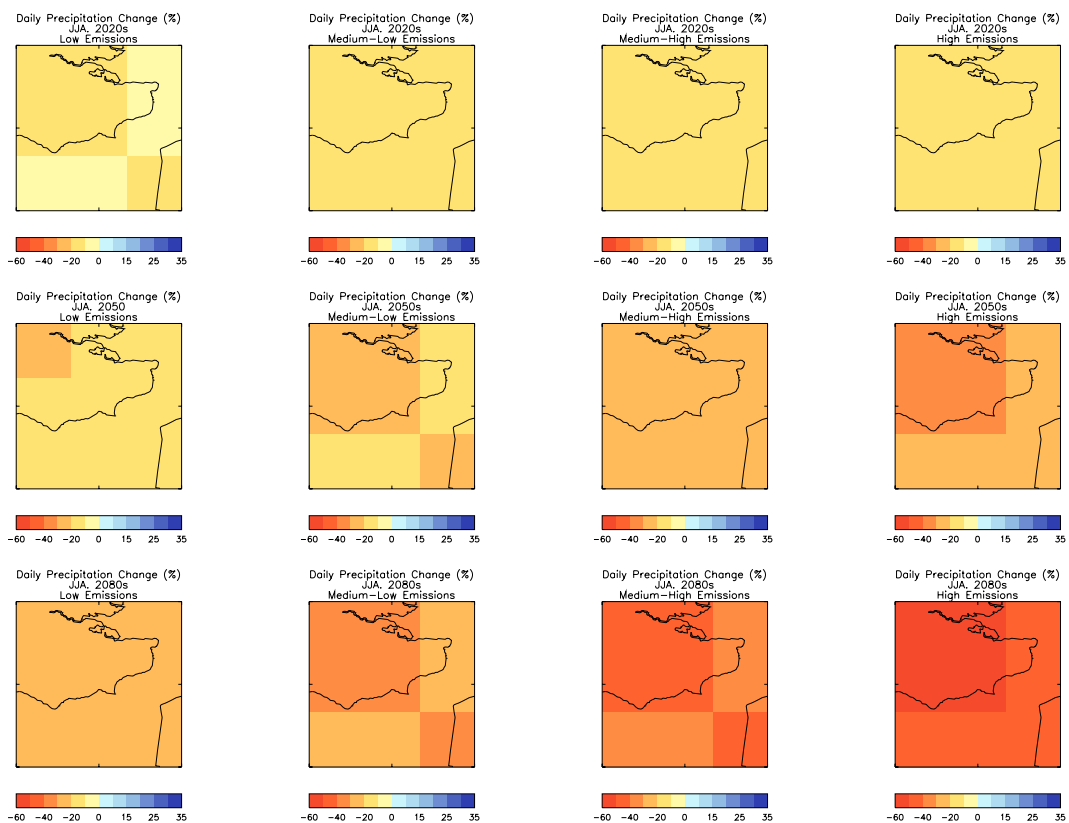 Daily Precipitation Change (%)
JJA. 2020s
Low Emissions
−60 −40 −20 0 15 25 35
Daily Precipitation Change (%)
JJA. 2020s
Medium−Low Emissions
−60 −40 −20 0 15 25 35
Daily Precipitation Change (%)
JJA. 2020s
Medium−High Emissions
−60 −40 −20 0 15 25 35
Daily Precipitation Change (%)
JJA. 2020s
High Emissions
−60 −40 −20 0 15 25 35
Daily Precipitation Change (%)
JJA. 2050
Low Emissions
−60 −40 −20 0 15 25 35
Daily Precipitation Change (%)
JJA. 2050s
Medium−Low Emissions
−60 −40 −20 0 15 25 35
Daily Precipitation Change (%)
JJA. 2050s
Medium−High Emissions
−60 −40 −20 0 15 25 35
Daily Precipitation Change (%)
JJA. 2050s
High Emissions
−60 −40 −20 0 15 25 35
Daily Precipitation Change (%)
JJA. 2080s
Low Emissions
−60 −40 −20 0 15 25 35
Daily Precipitation Change (%)
JJA. 2080s
Medium−Low Emissions
−60 −40 −20 0 15 25 35
Daily Precipitation Change (%)
JJA. 2080s
Medium−High Emissions
−60 −40 −20 0 15 25 35
Daily Precipitation Change (%)
JJA. 2080s
High Emissions
−60 −40 −20 0 15 25 35